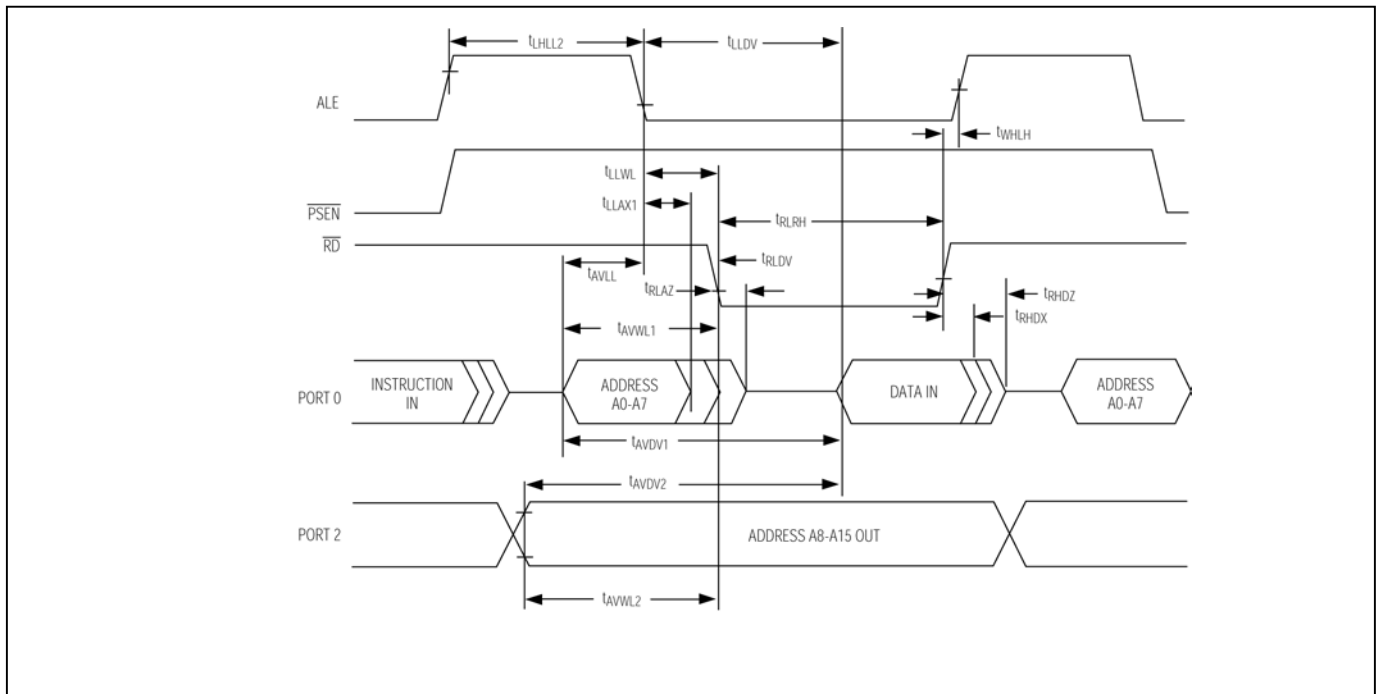 tLHLL2
tLLDV
ALE
tWHLH
tLLWL
tLLAX1
PSEN
tRLRH
RD
tRLDV
tAVLL
tRLAZ
tRHDZ
tRHDX
tAVWL1
PORT 0
INSTRUCTION
IN
ADDRESS
A0-A7
DATA IN
ADDRESS
A0-A7
tAVDV1
tAVDV2
PORT 2
ADDRESS A8-A15 OUT
tAVWL2